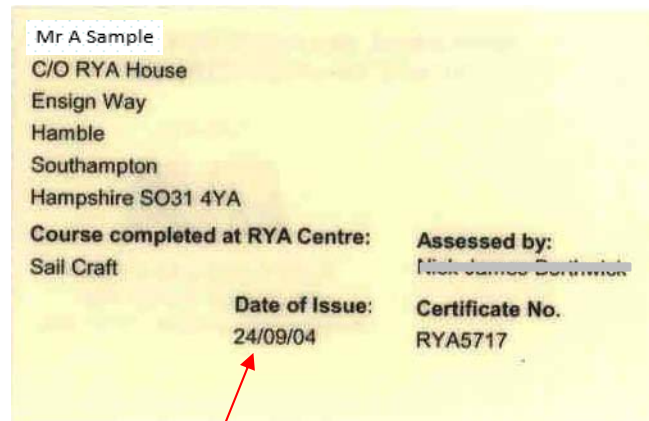 Mr A Sample
C/O RYA House
Ensign Way
Hamble
Southampton
Hampshire SO31 4YA
Course completed at RYA Centre: Assessed by:
Sail Craft
Date of Issue: Certificate No.
24/09/04 RYA5717